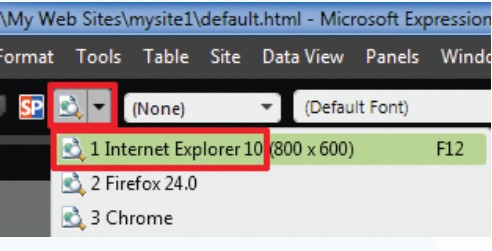 \My Web Sites\mysite1\default.html - Microsoft Expression
Format Tools Table Site Data View Panels Windo
SP (None) (Default Font)
1 Internet Explorer 10 (800 x 600) F12
2 Firefox 24.0
3 Chrome